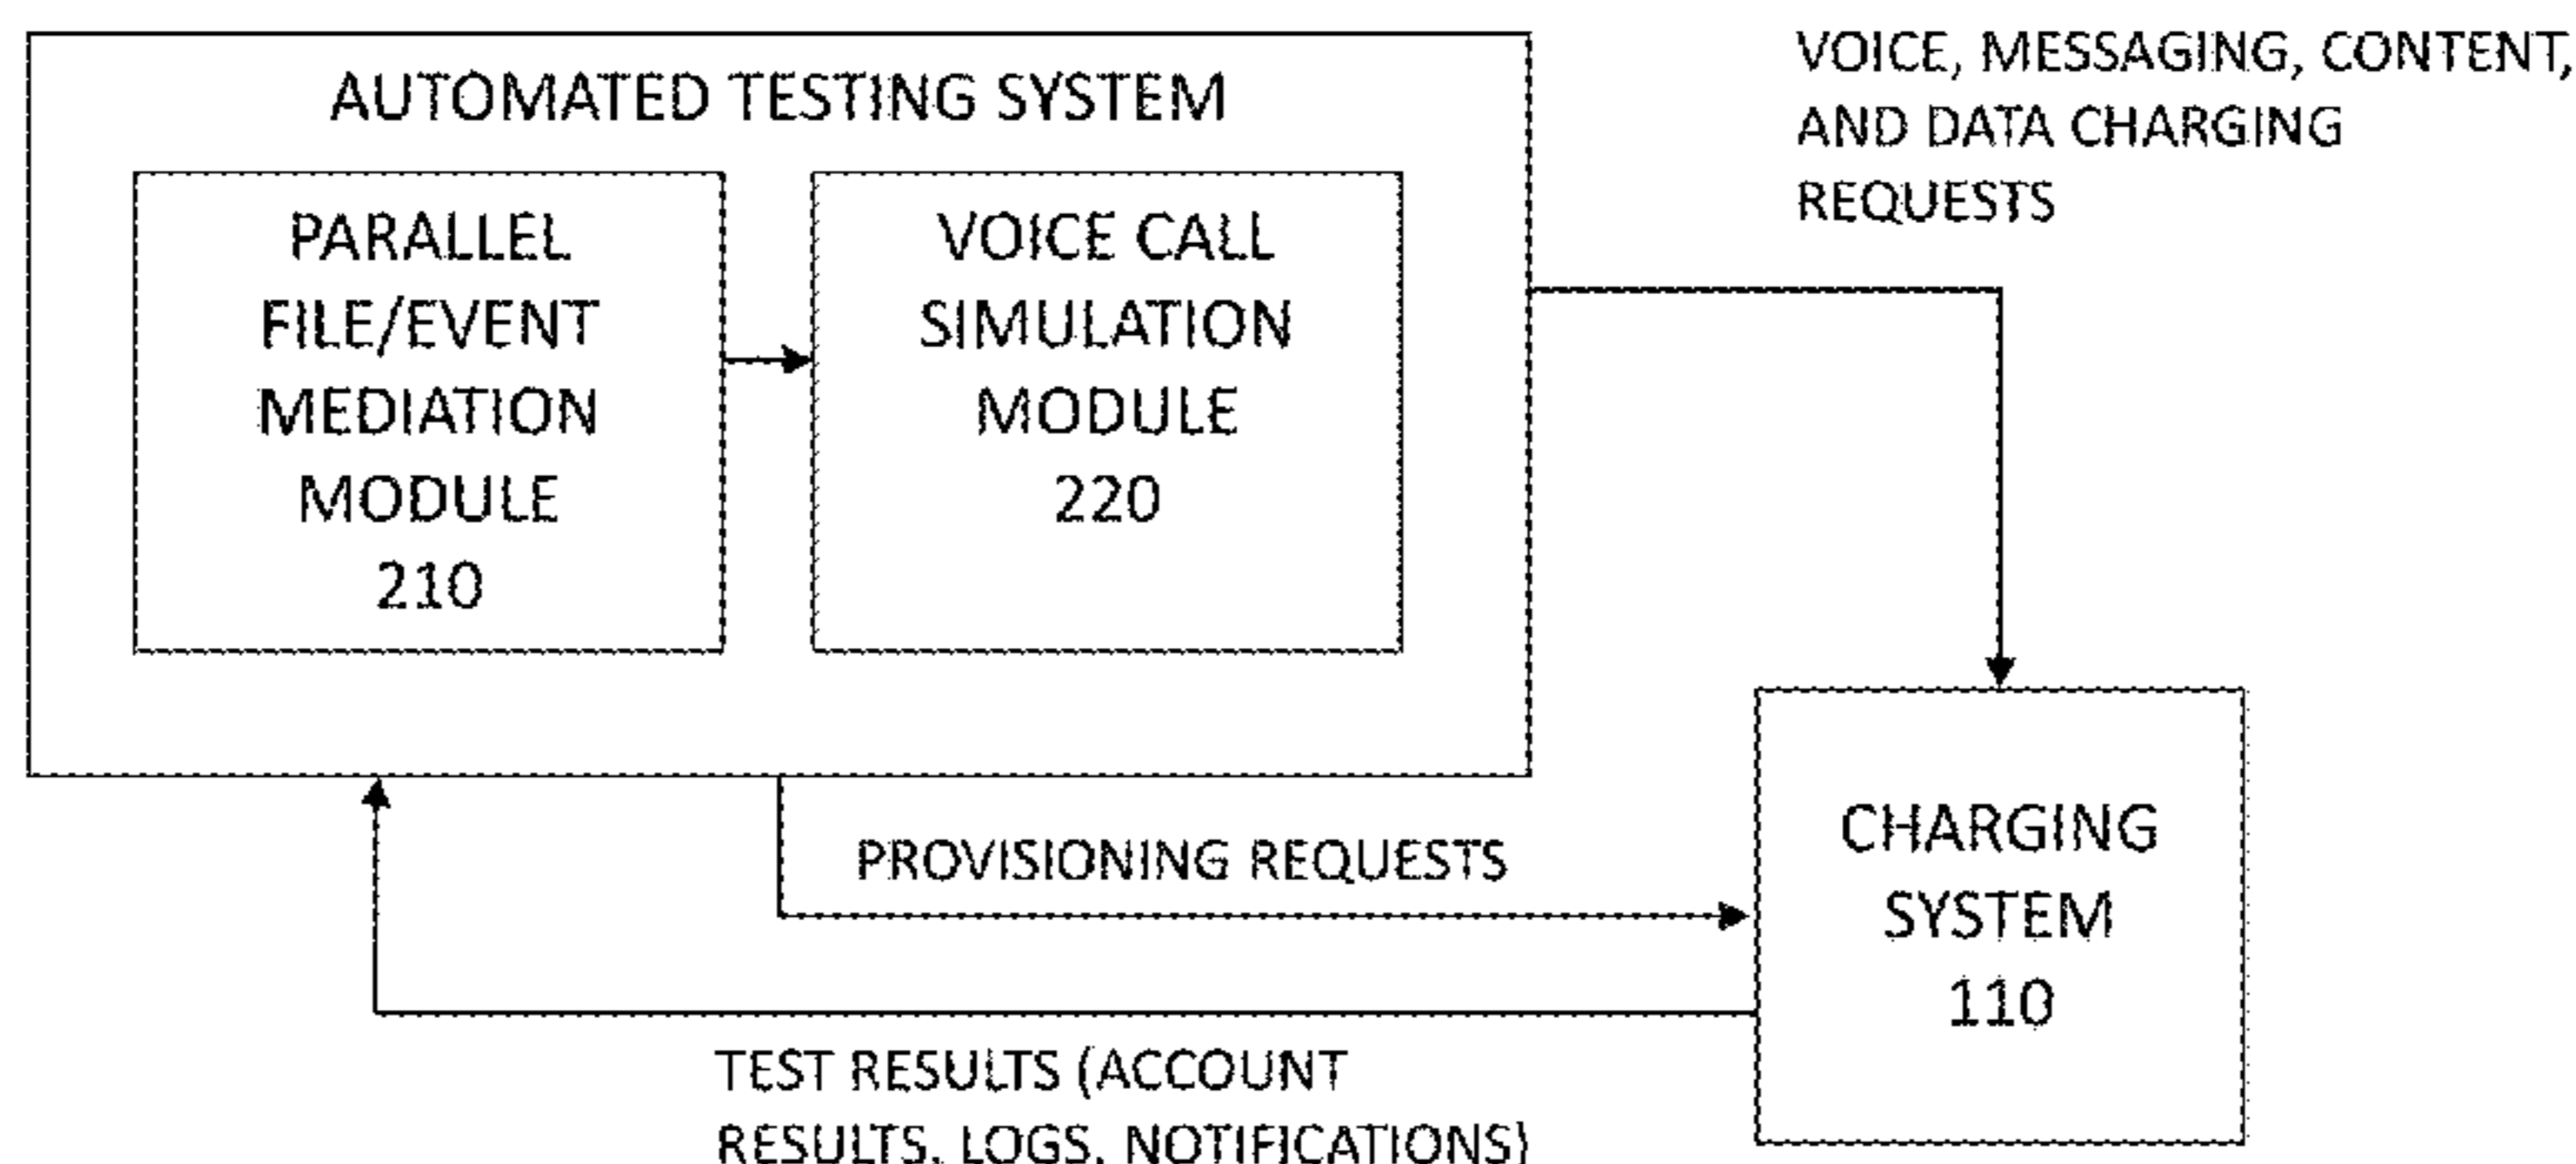 AUTOMATED TESTING SYSTEM
PARALLEL
FILE/EVENT
MEDIATION
MODULE
210
VOICE CALL
SIMULATION
MODULE
220
VOICE, MESSAGING, CONTENT,
AND DATA CHARGING
REQUESTS
PROVISIONING REQUESTS
CHARGING
SYSTEM
110
TEST RESULTS (ACCOUNT
RESULTS, LOGS, NOTIFICATIONS)